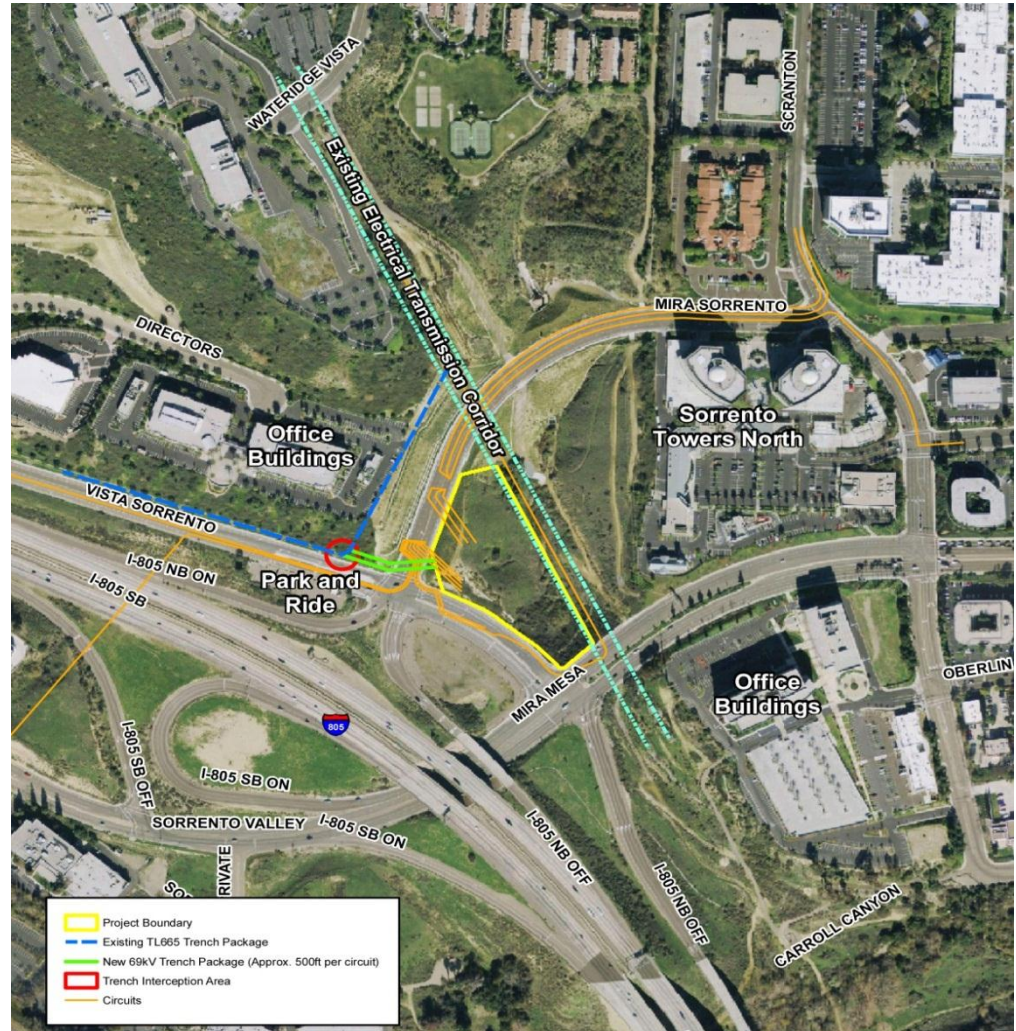 WATERIDGE VISTA
SCRANTON
Existing Electrical Transmission Corridor
MIRA SORRENTO
DIRECTORS
Sorrento
Towers North
Office
Buildings
VISTA SORRENTO
I-805 NB ON
I-805 SB
Park and
Ride
MIRA MESA
Office
Buildings
OBERLIN
805
I-805 SB OFF
I-805 SB ON
SORRENTO VALLEY
I-805 SB ON
I-805 NB OFF
I-805 NB OFF
RIVATE
CARROLL CANYON
Project Boundary
Existing TL665 Trench Package
New 69kV Trench Package (Approx. 500ft per circuit)
Trench Interception Area
Circuits